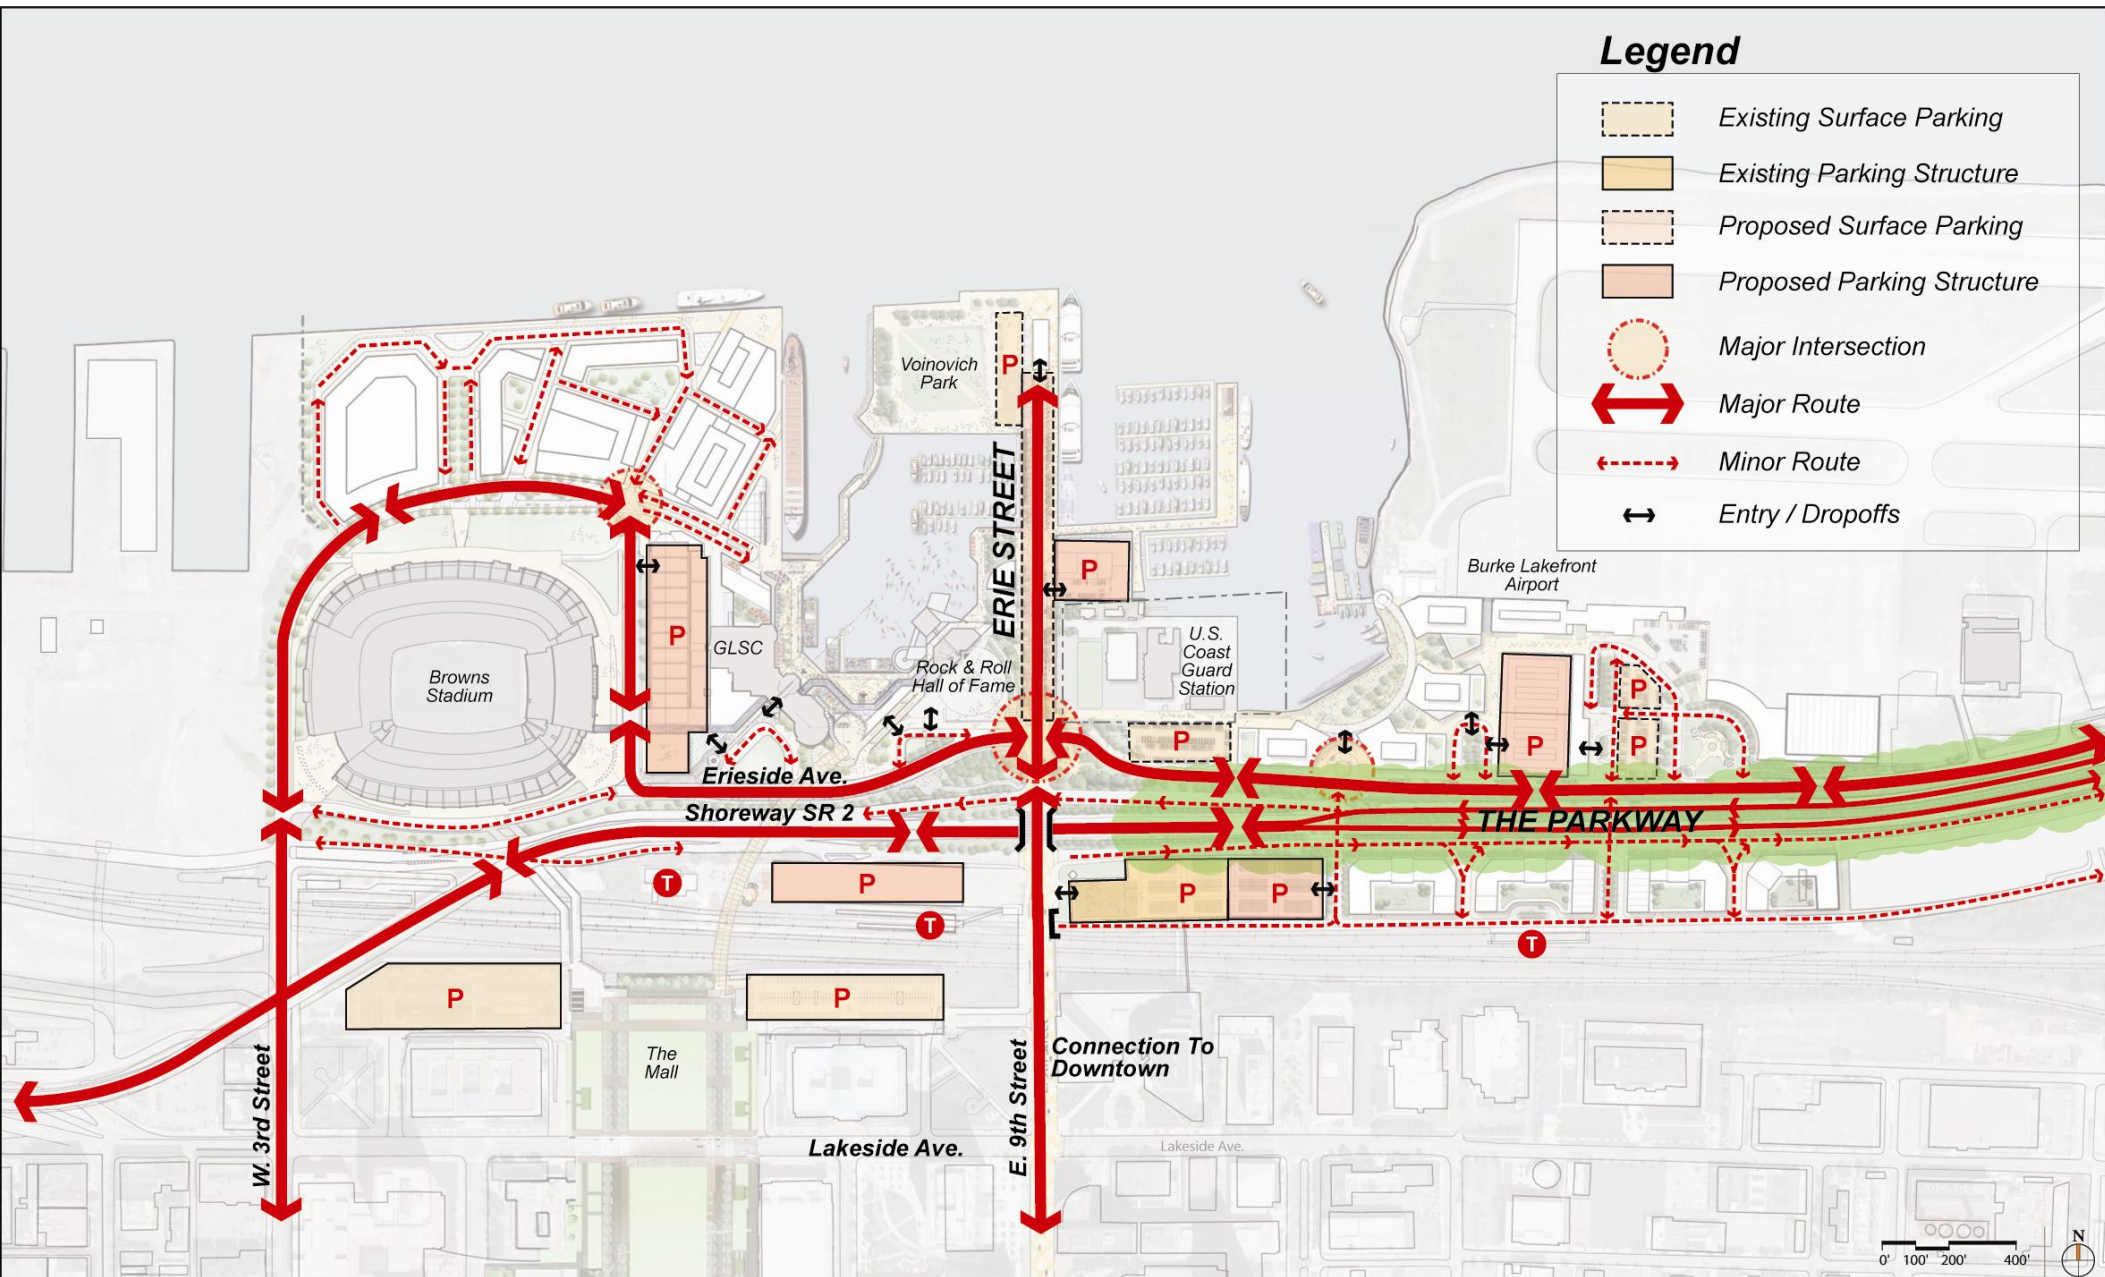 Legend
Existing Surface Parking
Existing Parking Structure
Proposed Surface Parking
Proposed Parking Structure
Major Intersection
Major Route
Minor Route
Entry / Dropoffs
Voinovich
Park
P
ERIE STREET
P
Burke Lakefront
Airport
P
GLSC
U.S.
Coast
Guard
Station
Rock & Roll
Hall of Fame
Browns
Stadium
P
P
P
P
Erieside Ave.
Shoreway SR 2
THE PARKWAY
T
P
P
P
T
T
P
P
The
Mall
Connection To
Downtown
W. 3rd Street
E. 9th Street
Lakeside Ave.
Lakeside Ave.
N
0' 100' 200' 400'